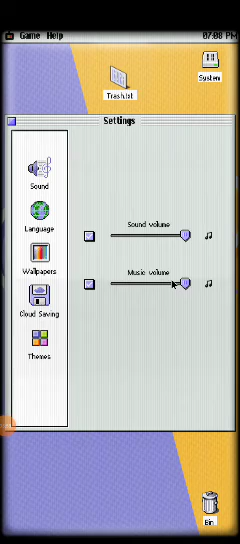 Game Help 07:08 PM
System
Trash.txt
Settings
Sound
Sound volume
Language
Wallpapers
Music volume
Cloud Saving
Themes
Bin